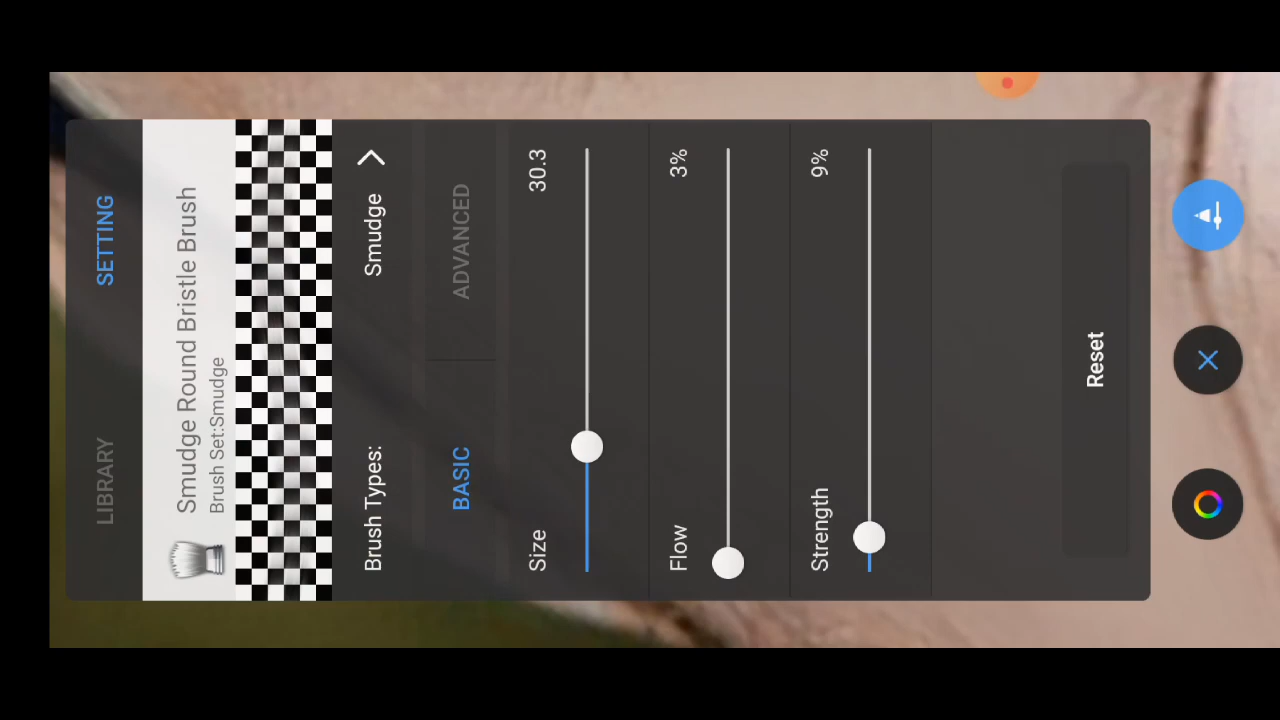 LIBRARY SETTING
Smudge Round Bristle Brush
Brush Set:Smudge
Brush Types: Smudge
BASIC ADVANCED
Size 30.3
Flow 3%
Strength 9%
Reset